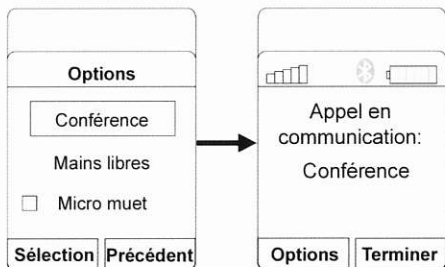 Options
Conférence
Mains libres
Micro muet
Sélection Précédent
Appel en
communication:
Conférence
Options Terminer